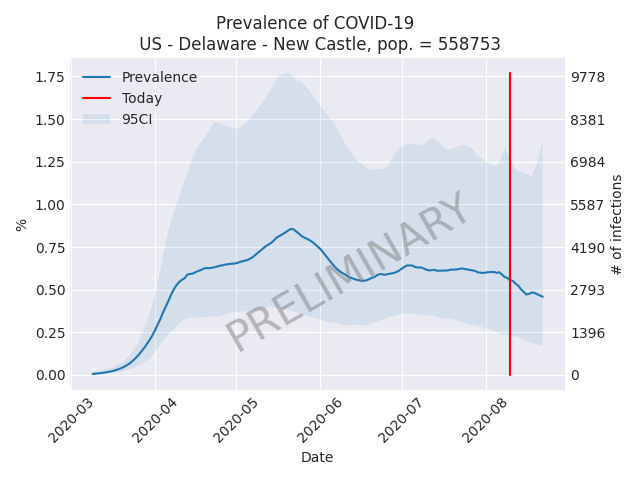 Prevalence of COVID-19
US - Delaware - New Castle, pop. = 558753
Prevalence
Today
95CI
1.75
1.50
1.25
1.00
0.75
0.50
0.25
0.00
%
9778
8381
6984
5587
4190
2793
1396
0
# of infections
PRELIMINARY
2020-03
2020-04
2020-05
2020-06
2020-07
2020-08
Date